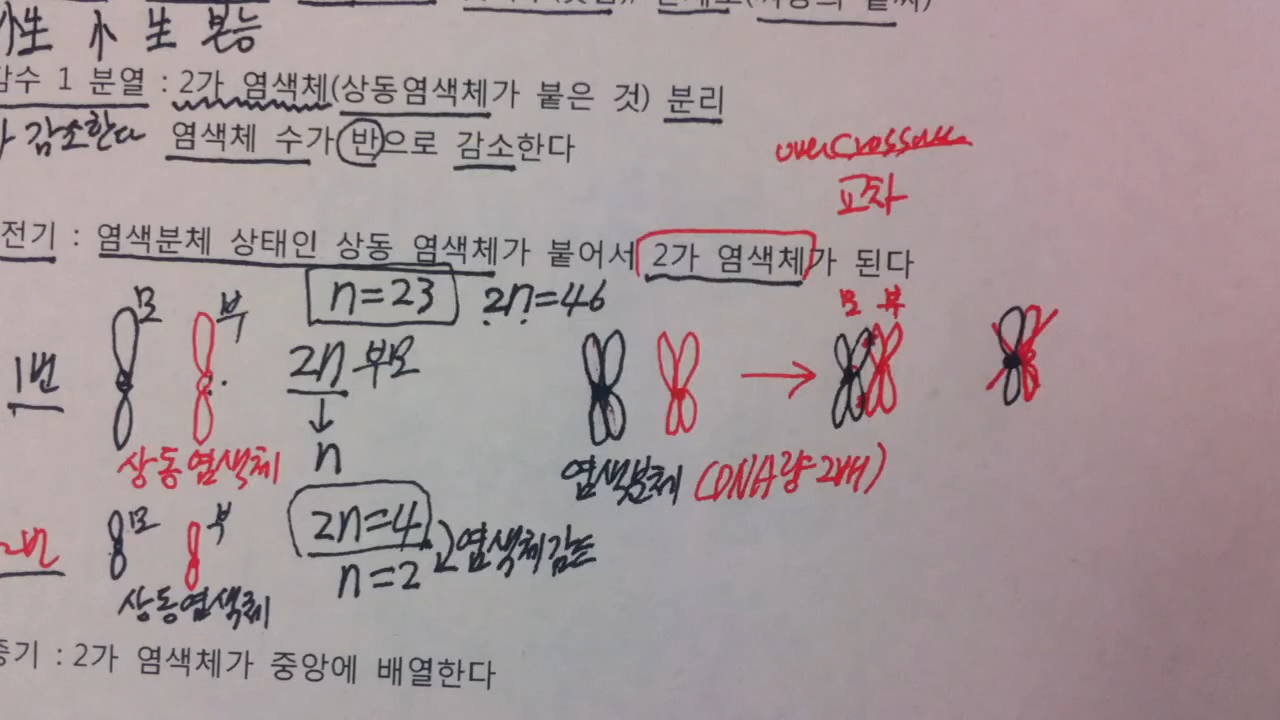 性 小 生 본능
감수 1 분열 : 2가 염색체(상동염색체가 붙은 것) 분리
감소한다 염색체 수가 반으로 감소한다
교차
전기 : 염색분체 상태인 상동 염색체가 붙어서 2가 염색체가 된다
n=23 2n=46
모 부
모 부
1번
2n 부모
↓
n
상동염색체
염색분체 (DNA량 2배)
2번
모 부
2n=4
n=2
염색체감소
상동염색체
중기 : 2가 염색체가 중앙에 배열한다